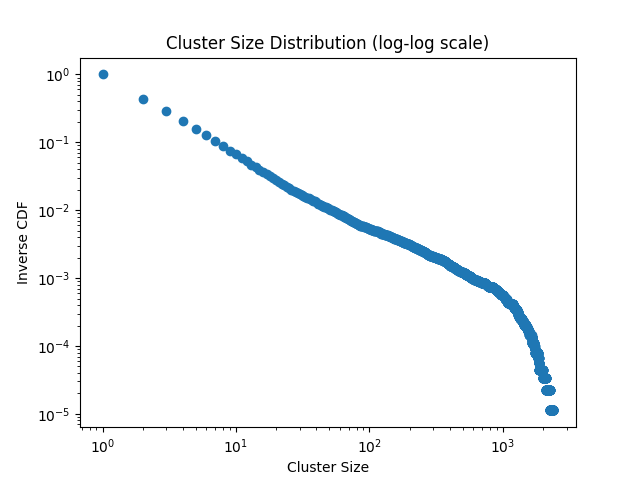 Cluster Size Distribution (log-log scale)
10⁰
10⁻¹
10⁻²
10⁻³
10⁻⁴
10⁻⁵
Inverse CDF
10⁰ 10¹ 10² 10³
Cluster Size